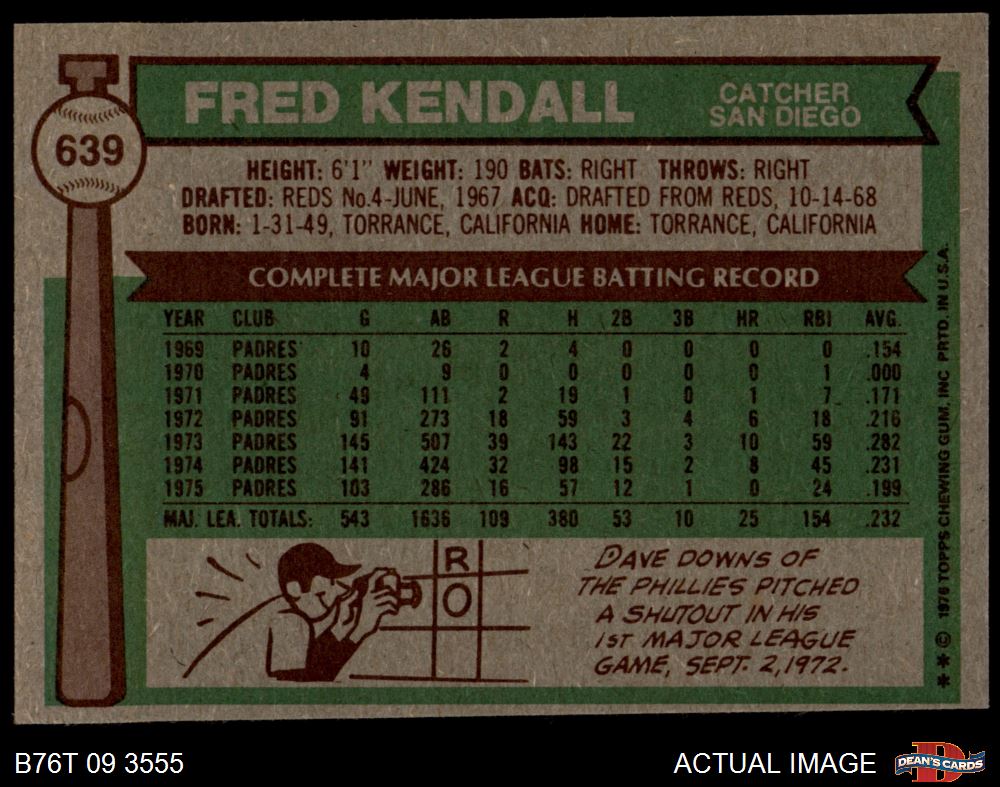 T
639
FRED KENDALL
CATCHER
SAN DIEGO
HEIGHT: 6'1" WEIGHT: 190 BATS: RIGHT THROWS: RIGHT
DRAFTED: REDS No.4-JUNE, 1967 ACQ: DRAFTED FROM REDS, 10-14-68
BORN: 1-31-49, TORRANCE, CALIFORNIA HOME: TORRANCE, CALIFORNIA
COMPLETE MAJOR LEAGUE BATTING RECORD
YEAR CLUB G AB R H 2B 3B HR RBI AVG.
1969 PADRES 10 26 2 4 0 0 0 0 .154
1970 PADRES 4 9 0 0 0 0 0 1 .000
1971 PADRES 49 111 2 19 1 0 1 7 .171
1972 PADRES 91 273 18 59 3 4 6 18 .216
1973 PADRES 145 507 39 143 22 3 10 59 .282
1974 PADRES 141 424 32 98 15 2 8 45 .231
1975 PADRES 103 286 16 57 12 1 0 24 .199
MAJ. LEA. TOTALS: 543 1636 109 380 53 10 25 154 .232
R
O
DAVE DOWNS OF
THE PHILLIES PITCHED
A SHUTOUT IN HIS
1ST MAJOR LEAGUE
GAME, SEPT. 2, 1972.
** © 1976 TOPPS CHEWING GUM, INC. PRTD. IN U.S.A.
B76T 09 3555
ACTUAL IMAGE
D
DEAN'S CARDS